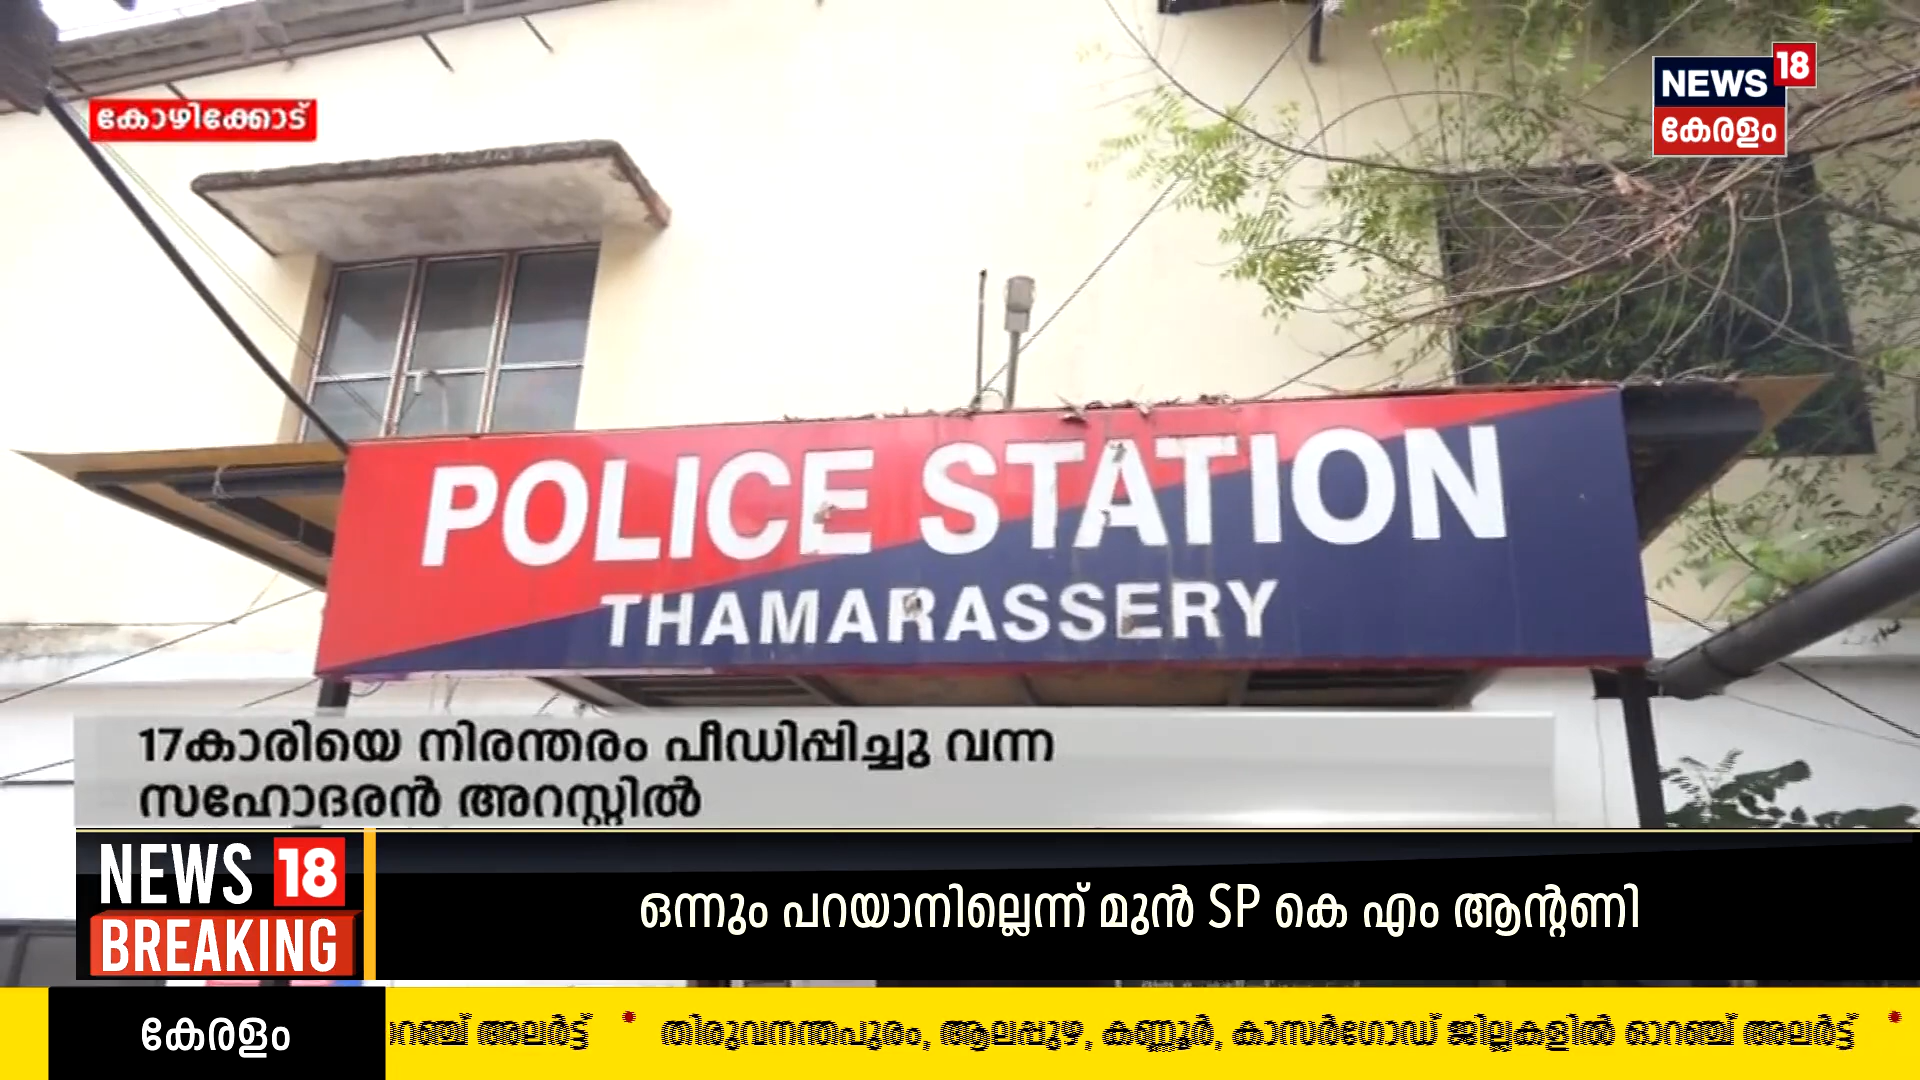 NEWS 18
കേരളം
കോഴിക്കോട്
POLICE STATION
THAMARASSERY
17കാരിയെ നിരന്തരം പീഡിപ്പിച്ചു വന്ന
സഹോദരൻ അറസ്റ്റിൽ
NEWS 18
BREAKING
ഒന്നും പറയാനില്ലെന്ന് മുൻ SP കെ എം ആന്റണി
കേരളം
അലർട്ട് • തിരുവനന്തപുരം, ആലപ്പുഴ, കണ്ണൂർ, കാസർഗോഡ് ജില്ലകളിൽ ഓറഞ്ച് അലർട്ട് •